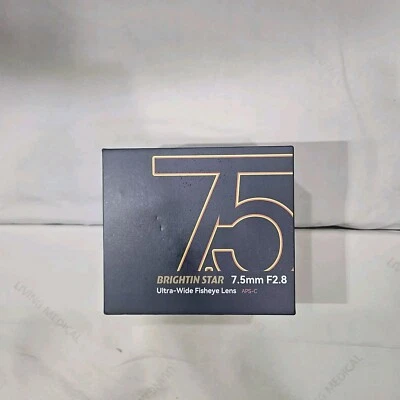 7.5
BRIGHTIN STAR 7.5mm F2.8
Ultra-Wide Fisheye Lens APS-C